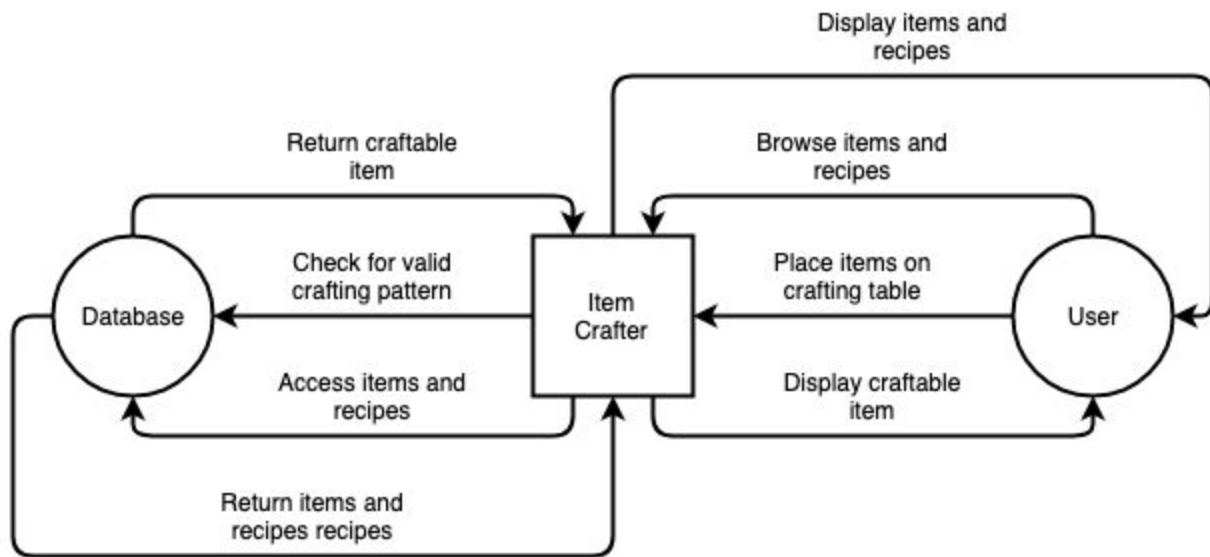 Display items and
recipes
Return craftable
item
Browse items and
recipes
Check for valid
crafting pattern
Place items on
crafting table
Database
Item
Crafter
User
Access items and
recipes
Display craftable
item
Return items and
recipes recipes